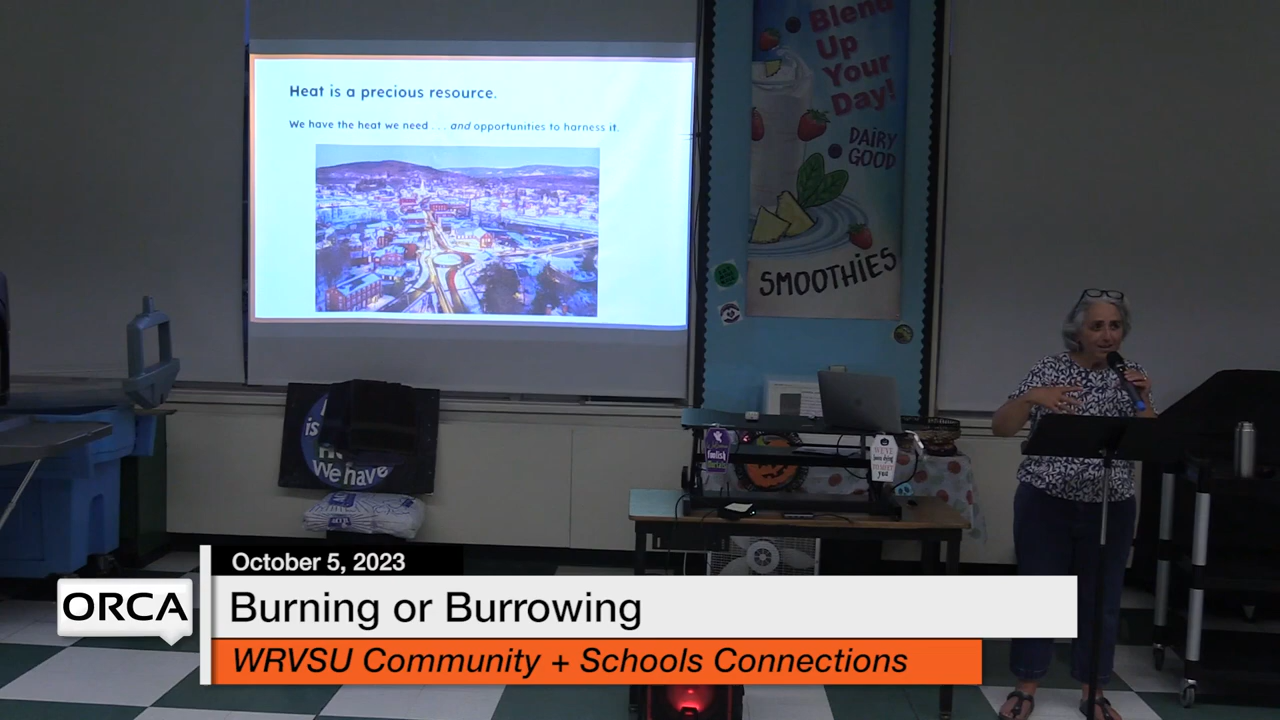 Heat is a precious resource.
We have the heat we need . . . and opportunities to harness it.
Blend
Up
Your
Day!
DAIRY
GOOD
SMOOTHIES
is
We have
October 5, 2023
ORCA
Burning or Burrowing
WRVSU Community + Schools Connections